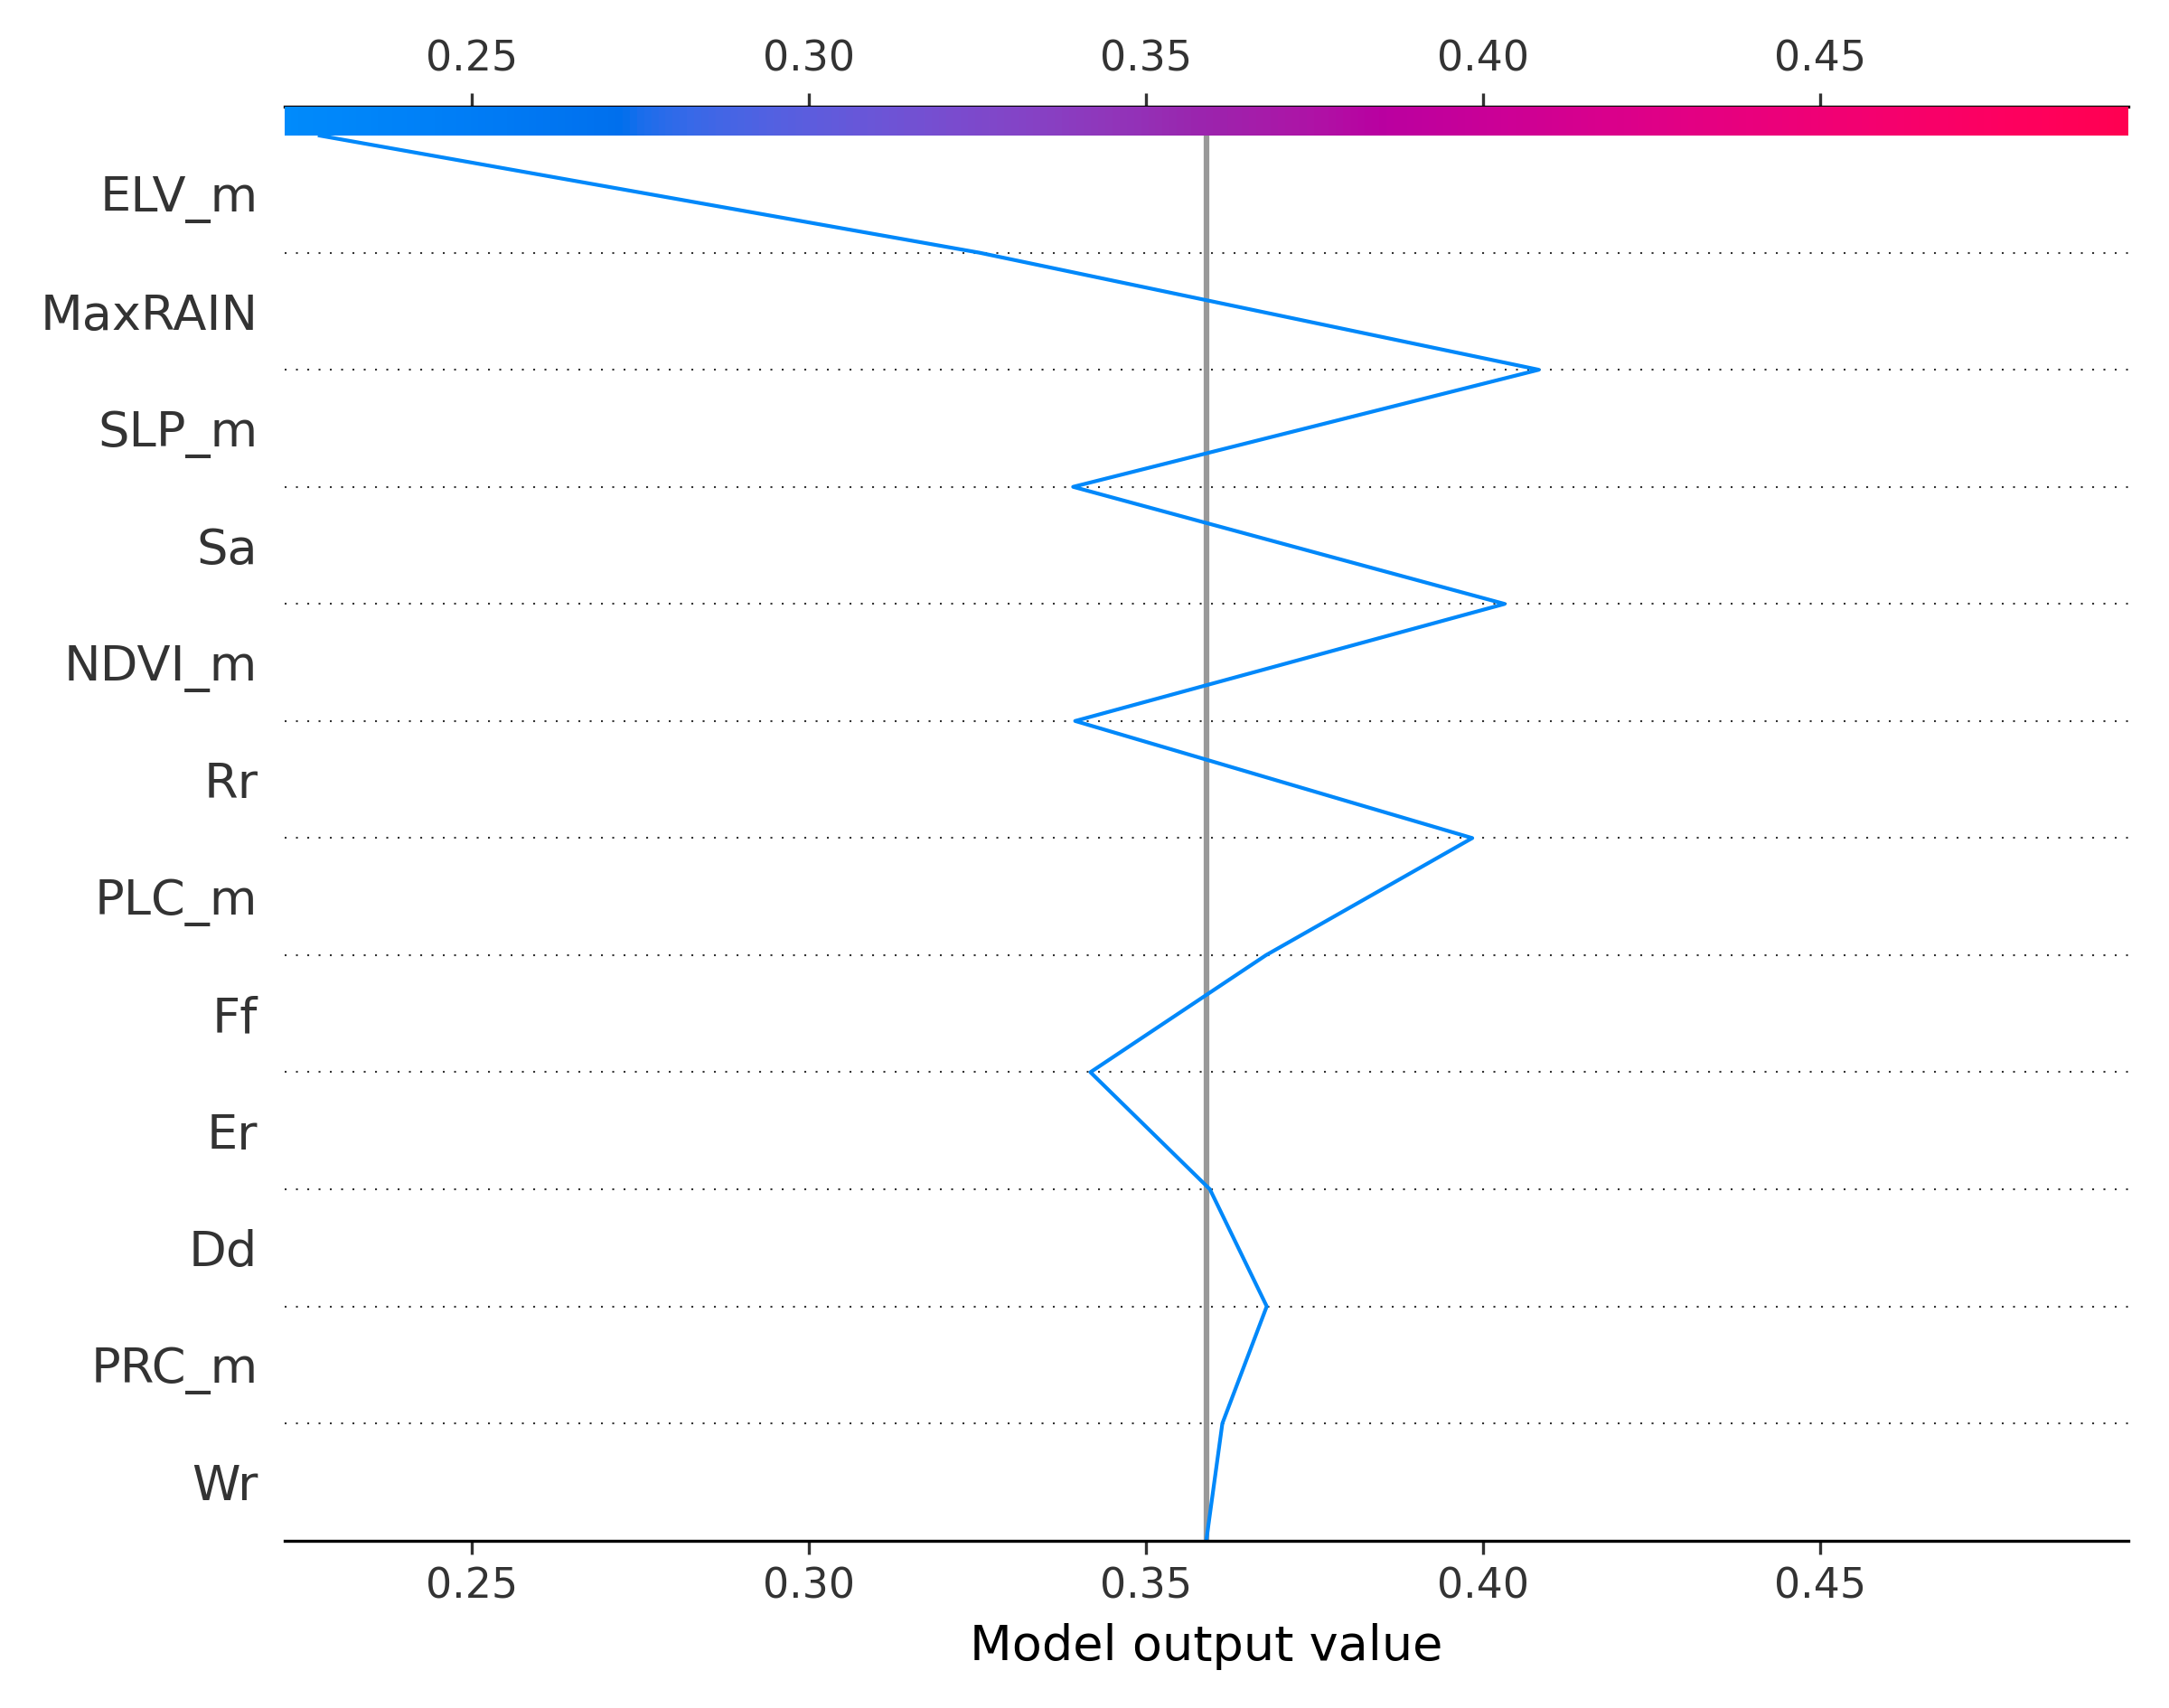 0.25 0.30 0.35 0.40 0.45
ELV_m
MaxRAIN
SLP_m
Sa
NDVI_m
Rr
PLC_m
Ff
Er
Dd
PRC_m
Wr
0.25 0.30 0.35 0.40 0.45
Model output value